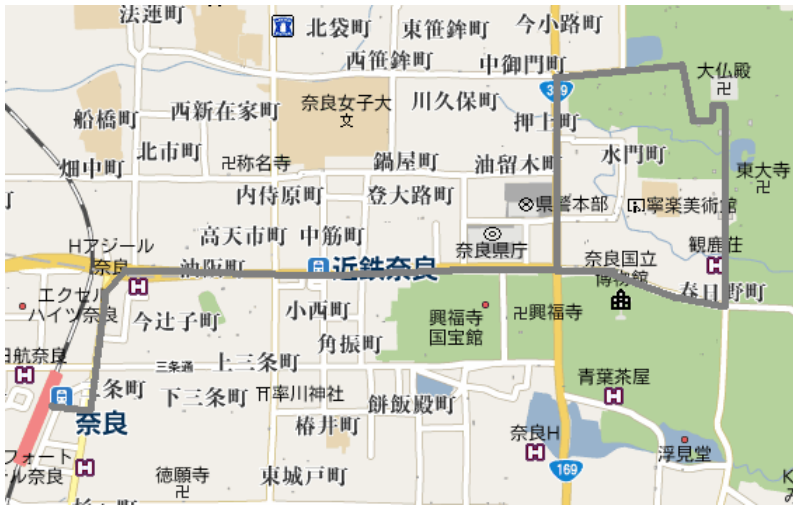 法蓮町
北袋町
東笹鉾町
今小路町
西笹鉾町
中御門町
大仏殿
卍
船橋町
西新在家町
奈良女子大
文
川久保町
押上町
北市町
畑中町
卍称名寺
鍋屋町
油留木町
水門町
東大寺
卍
内侍原町
登大路町
県警本部
寧楽美術館
高天市町
中筋町
奈良県庁
Hアジール
奈良
油阪町
近鉄奈良
奈良国立
博物館
観鹿荘
H
春日野町
エクセル
ハイツ奈良
H
今辻子町
小西町
興福寺
国宝館
卍興福寺
角振町
日航奈良
H
三条通
上三条町
青葉茶屋
H
条町
下三条町
率川神社
餅飯殿町
奈良
椿井町
奈良H
H
フォート
ル奈良
H
徳願寺
卍
東城戸町
169
浮見堂